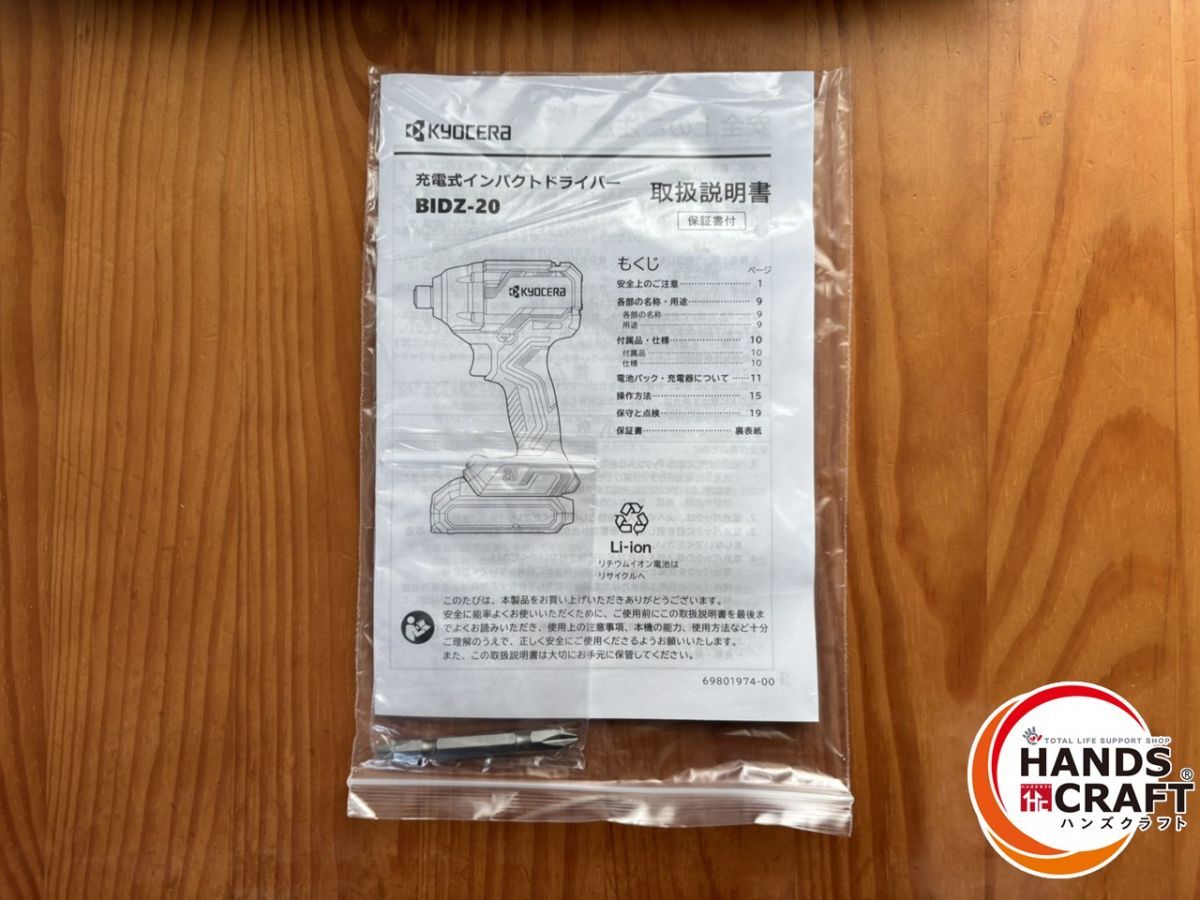 KYOCERA
充電式インパクトドライバー
BIDZ-20
取扱説明書
保証書付
KYOCERA
20
もくじ
ページ
安全上のご注意 1
各部の名称・用途 9
各部の名称 9
用途 9
付属品・仕様 10
付属品 10
仕様 10
電池パック・充電器について 11
操作方法 15
保守と点検 19
保証書 裏表紙
Li-ion
リチウムイオン電池は
リサイクルへ
このたびは、本製品をお買い上げいただきありがとうございます。
安全に能率よくお使いいただくために、ご使用前にこの取扱説明書を最後ま
でよくお読みいただき、使用上の注意事項、本機の能力、使用方法など十分
ご理解のうえで、正しく安全にご使用くださるようお願いいたします。
また、この取扱説明書は大切にお手元に保管してください。
69801974-00
TOTAL LIFE SUPPORT SHOP
HANDS
CRAFT®
ハンズクラフト